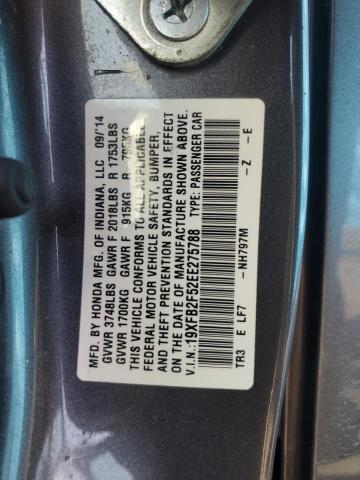 MFD. BY HONDA MFG. OF INDIANA, LLC 09/'14
GVWR 3748LBS GAWR F 2018LBS R 1753LBS
GVWR 1700KG GAWR F 915KG R 795KG
THIS VEHICLE CONFORMS TO ALL APPLICABLE
FEDERAL MOTOR VEHICLE SAFETY, BUMPER,
AND THEFT PREVENTION STANDARDS IN EFFECT
ON THE DATE OF MANUFACTURE SHOWN ABOVE.
V.I.N.:19XFB2F52EE275788 TYPE: PASSENGER CAR
TR3 E LF7 -NH797M -Z -E